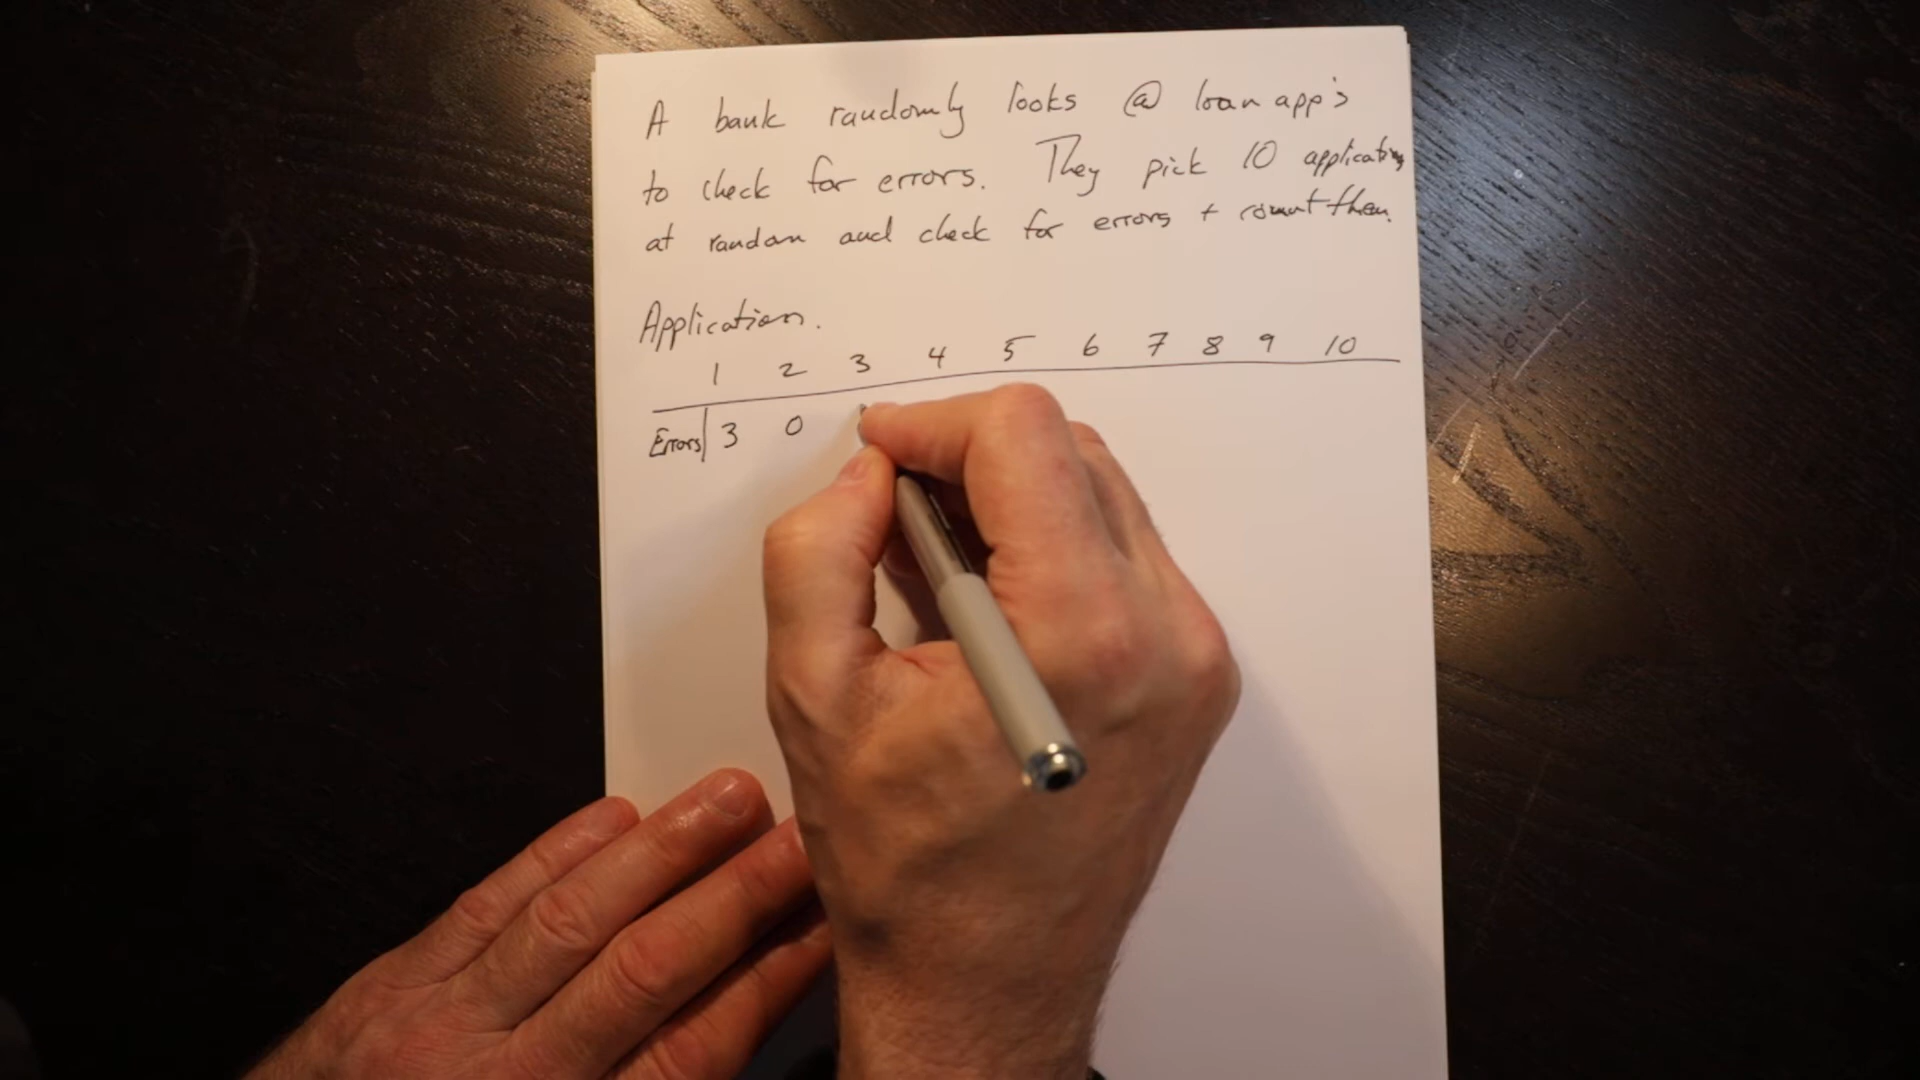 A bank randomly looks @ loan app's
to check for errors. They pick 10 applications
at random and check for errors + count them.
Application.
1 2 3 4 5 6 7 8 9 10
Errors 3 0